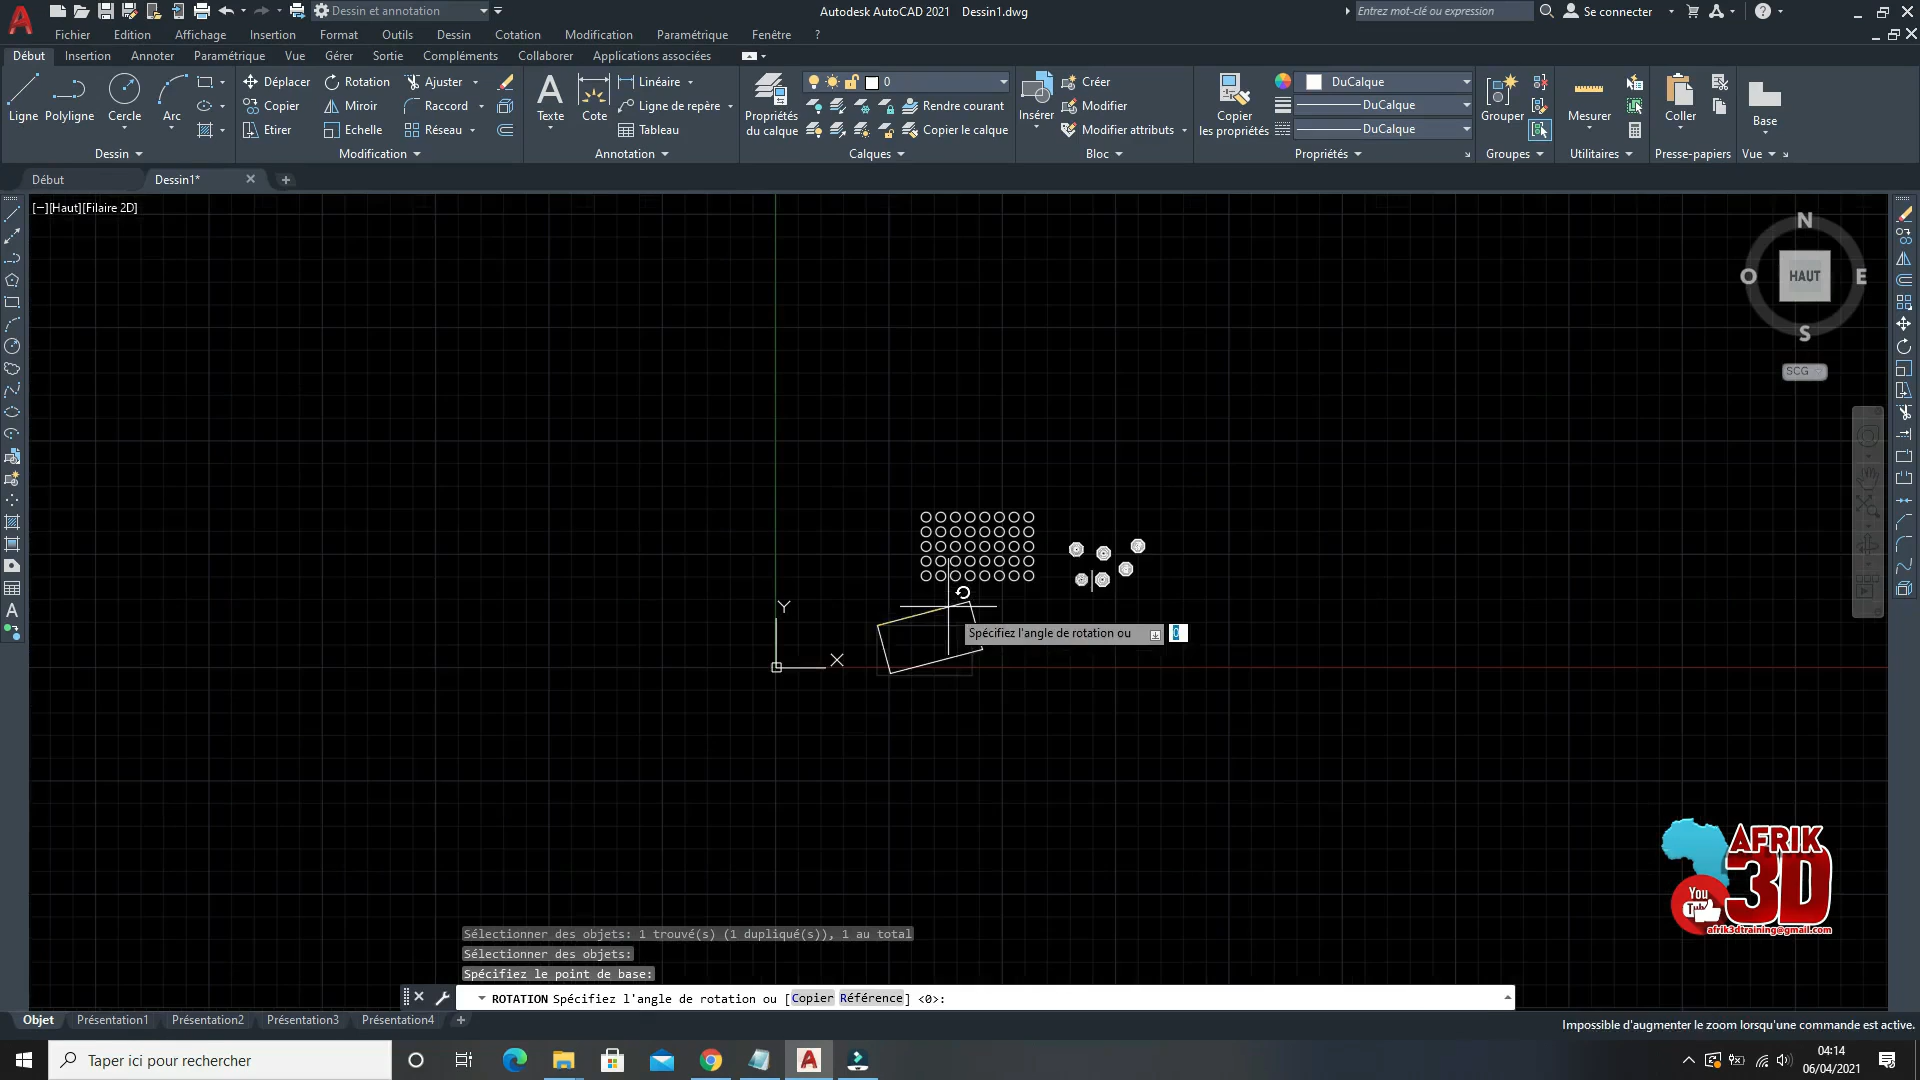 Dessin et annotation
Autodesk AutoCAD 2021 Dessin1.dwg
Entrez mot-clé ou expression
Se connecter
Fichier Edition Affichage Insertion Format Outils Dessin Cotation Modification Paramétrique Fenêtre ?
Début Insertion Annoter Paramétrique Vue Gérer Sortie Compléments Collaborer Applications associées
Ligne Polyligne Cercle Arc
Dessin
Déplacer Rotation Ajuster
Copier Miroir Raccord
Etirer Echelle Réseau
Modification
Texte Cote
Linéaire
Ligne de repère
Tableau
Annotation
Propriétés
du calque
0
Rendre courant
Copier le calque
Calques
Insérer
Créer
Modifier
Modifier attributs
Bloc
Copier
les propriétés
DuCalque
DuCalque
DuCalque
Propriétés
Grouper
Groupes
Mesurer
Utilitaires
Coller
Presse-papiers
Base
Vue
Début
Dessin1*
[−][Haut][Filaire 2D]
N
O HAUT E
S
SCG
Y
X
Spécifiez l'angle de rotation ou 0
AFRIK
3D
You
Tub
afrik3dtraining@gmail.com
Sélectionner des objets: 1 trouvé(s) (1 dupliqué(s)), 1 au total
Sélectionner des objets:
Spécifiez le point de base:
ROTATION Spécifiez l'angle de rotation ou [Copier Référence] <0>:
Objet Présentation1 Présentation2 Présentation3 Présentation4 +
Impossible d'augmenter le zoom lorsqu'une commande est active.
Taper ici pour rechercher
04:14
06/04/2021